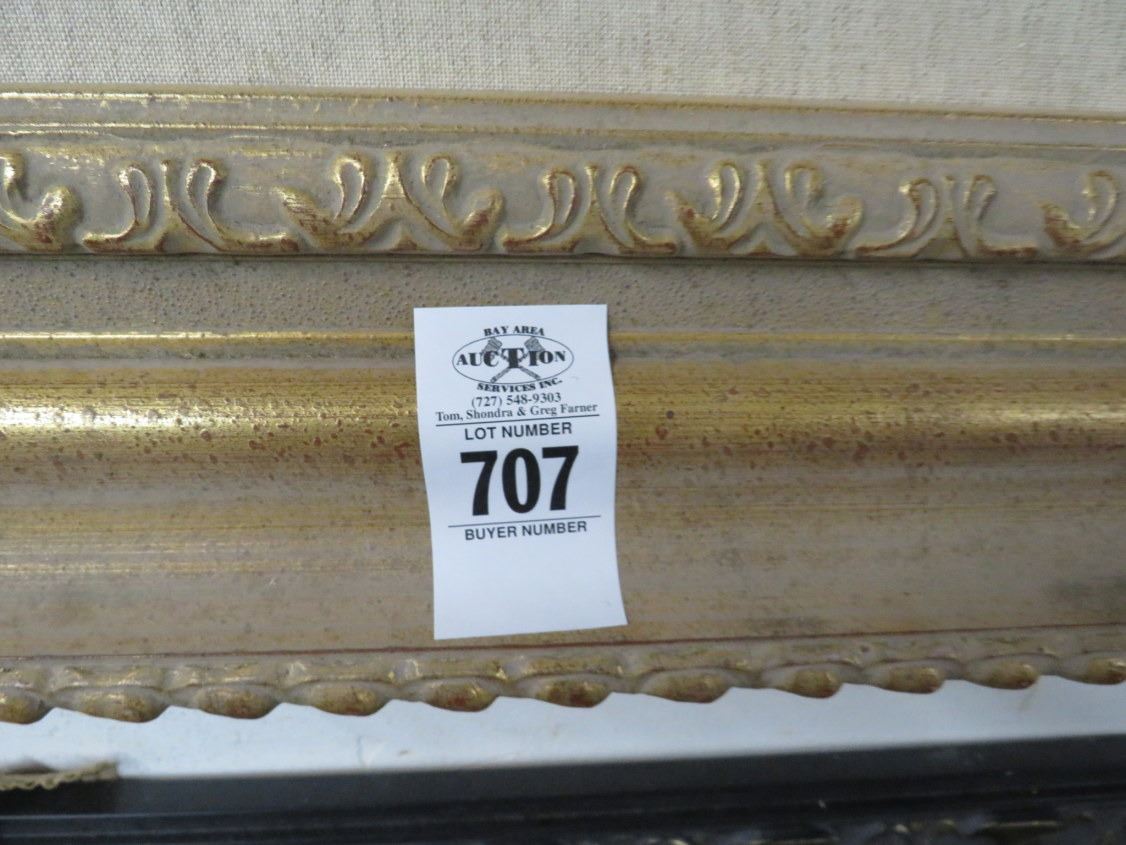 BAY AREA
AUCTION
SERVICES INC.
(727) 548-9303
Tom, Shondra & Greg Farner
LOT NUMBER
707
BUYER NUMBER